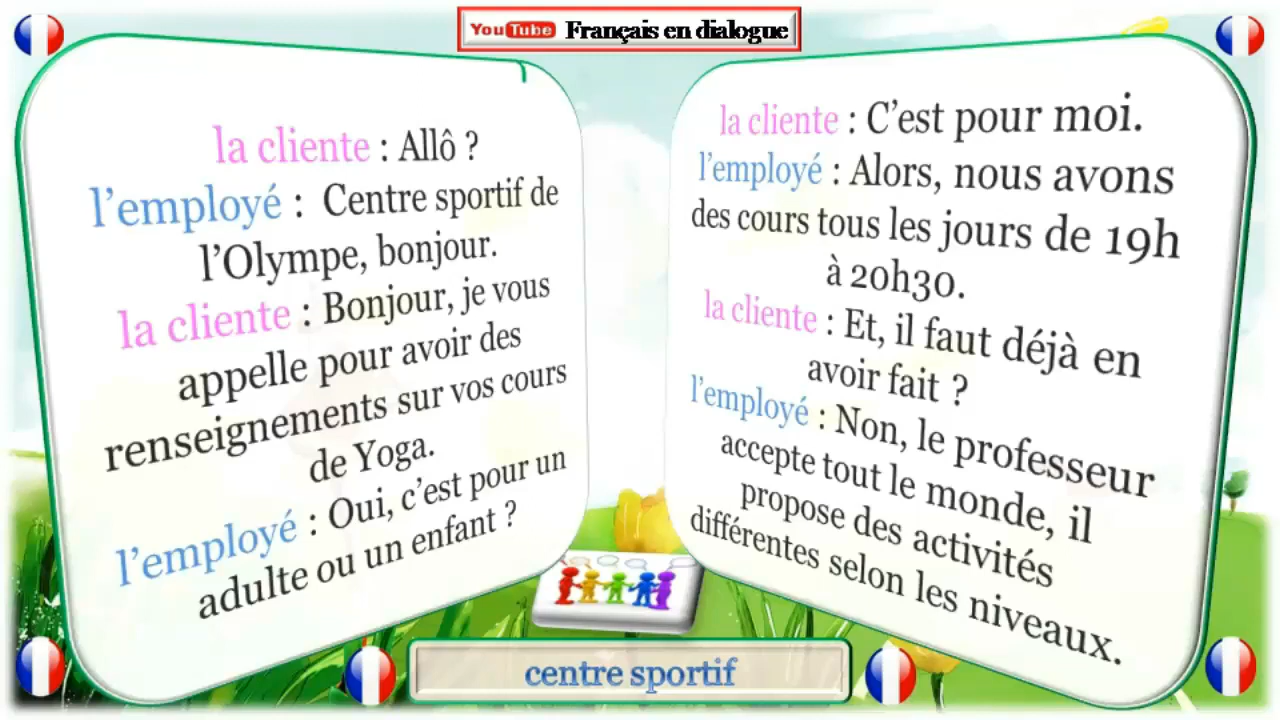 YouTube Français en dialogue
la cliente : Allô ?
l’employé : Centre sportif de
l’Olympe, bonjour.
la cliente : Bonjour, je vous
appelle pour avoir des
renseignements sur vos cours
de Yoga.
l’employé : Oui, c’est pour un
adulte ou un enfant ?
la cliente : C’est pour moi.
l’employé : Alors, nous avons
des cours tous les jours de 19h
à 20h30.
la cliente : Et, il faut déjà en
avoir fait ?
l’employé : Non, le professeur
accepte tout le monde, il
propose des activités
différentes selon les niveaux.
centre sportif